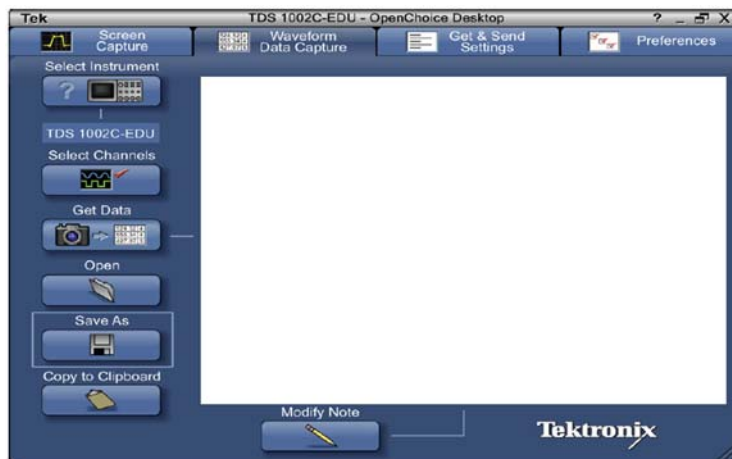 Tek
TDS 1002C-EDU - OpenChoice Desktop
? _ X
Screen
Capture
Waveform
Data Capture
Get & Send
Settings
Preferences
Select Instrument
?
TDS 1002C-EDU
Select Channels
Get Data
Open
Save As
Copy to Clipboard
Modify Note
Tektronix